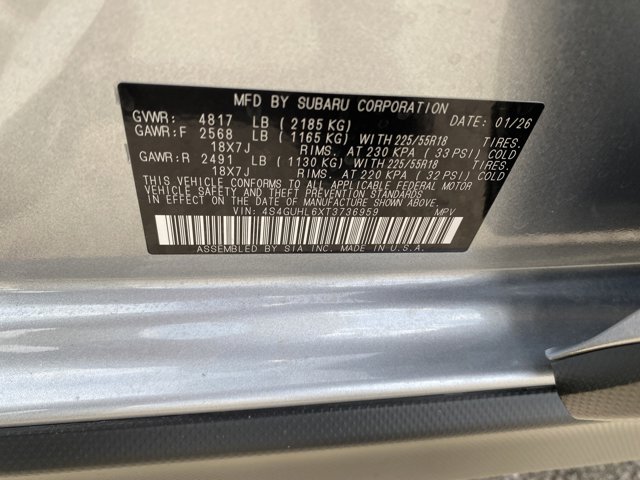 MFD BY SUBARU CORPORATION
GVWR: 4817 LB (2185 KG) DATE: 01/26
GAWR:F 2568 LB (1165 KG) WITH 225/55R18 TIRES.
18X7J RIMS. AT 230 KPA (33 PSI) COLD
GAWR:R 2491 LB (1130 KG) WITH 225/55R18 TIRES.
18X7J RIMS. AT 220 KPA (32 PSI) COLD
THIS VEHICLE CONFORMS TO ALL APPLICABLE FEDERAL MOTOR
VEHICLE SAFETY AND THEFT PREVENTION STANDARDS
IN EFFECT ON THE DATE OF MANUFACTURE SHOWN ABOVE.
VIN: 4S4GUHL6XT3736959 MPV
ASSEMBLED BY SIA INC. MADE IN U.S.A.